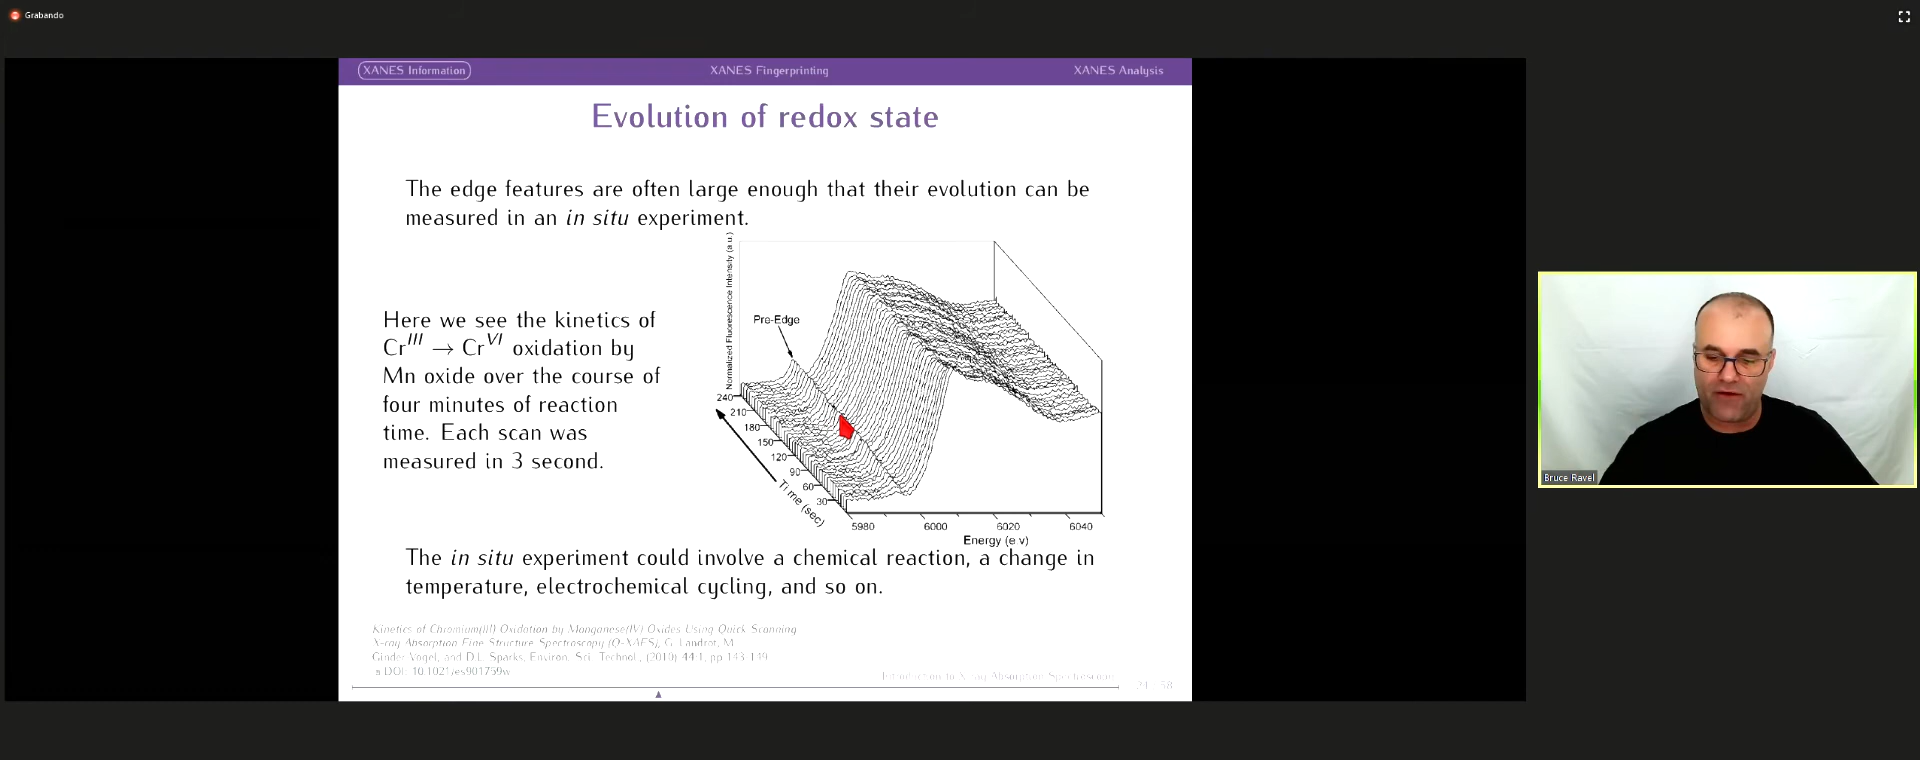 Grabando
XANES Information
XANES Fingerprinting
XANES Analysis
Evolution of redox state
The edge features are often large enough that their evolution can be
measured in an in situ experiment.
Here we see the kinetics of
Cr^III → Cr^VI oxidation by
Mn oxide over the course of
four minutes of reaction
time. Each scan was
measured in 3 second.
Normalized Fluorescence Intensity (a.u.)
Pre-Edge
240
210
180
150
120
90
60
30
Time (sec)
5980 6000 6020 6040
Energy (e.v)
The in situ experiment could involve a chemical reaction, a change in
temperature, electrochemical cycling, and so on.
Kinetics of Chromium(III) Oxidation by Manganese(IV) Oxides Using Quick Scanning
X-ray Absorption Fine Structure Spectroscopy (Q-XAFS), G. Landrot, M.
Ginder-Vogel, and D.L. Sparks, Environ. Sci. Technol., (2010) 44:1, pp 143-149
DOI: 10.1021/es901759w
Introduction to X-ray Absorption Spectroscopy
Bruce Ravel